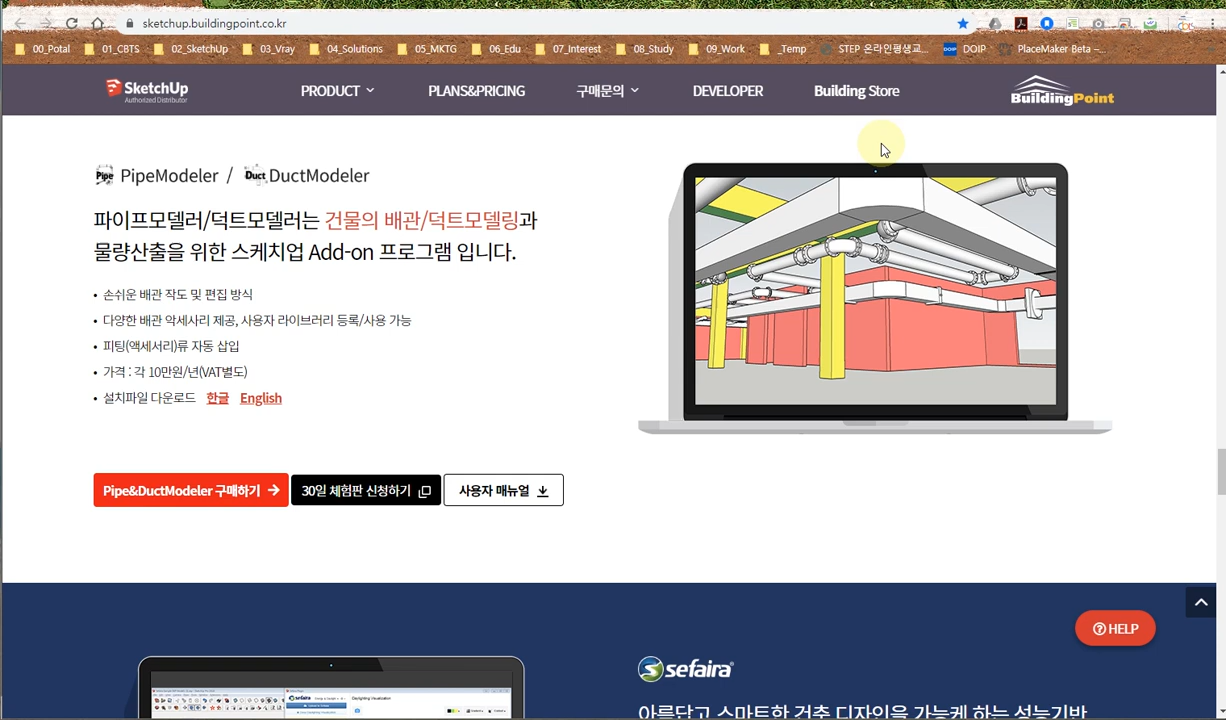 sketchup.buildingpoint.co.kr
00_Potal 01_CBTS 02_SketchUp 03_Vray 04_Solutions 05_MKTG 06_Edu 07_Interest 08_Study 09_Work _Temp STEP 온라인평생교... DOIP DOIP PlaceMaker Beta –...
SketchUp
Authorized Distributor
PRODUCT PLANS&PRICING 구매문의 DEVELOPER Building Store
BuildingPoint
Pipe PipeModeler / Duct DuctModeler
파이프모델러/덕트모델러는 건물의 배관/덕트모델링과
물량산출을 위한 스케치업 Add-on 프로그램 입니다.
• 손쉬운 배관 작도 및 편집 방식
• 다양한 배관 악세사리 제공, 사용자 라이브러리 등록/사용 가능
• 피팅(액세서리)류 자동 삽입
• 가격 : 각 10만원/년(VAT별도)
• 설치파일 다운로드 한글 English
Pipe&DuctModeler 구매하기 30일 체험판 신청하기 사용자 매뉴얼
HELP
sefaira
sefaira
아름답고 스마트한 건축 디자인을 가능케 하는 성능기반